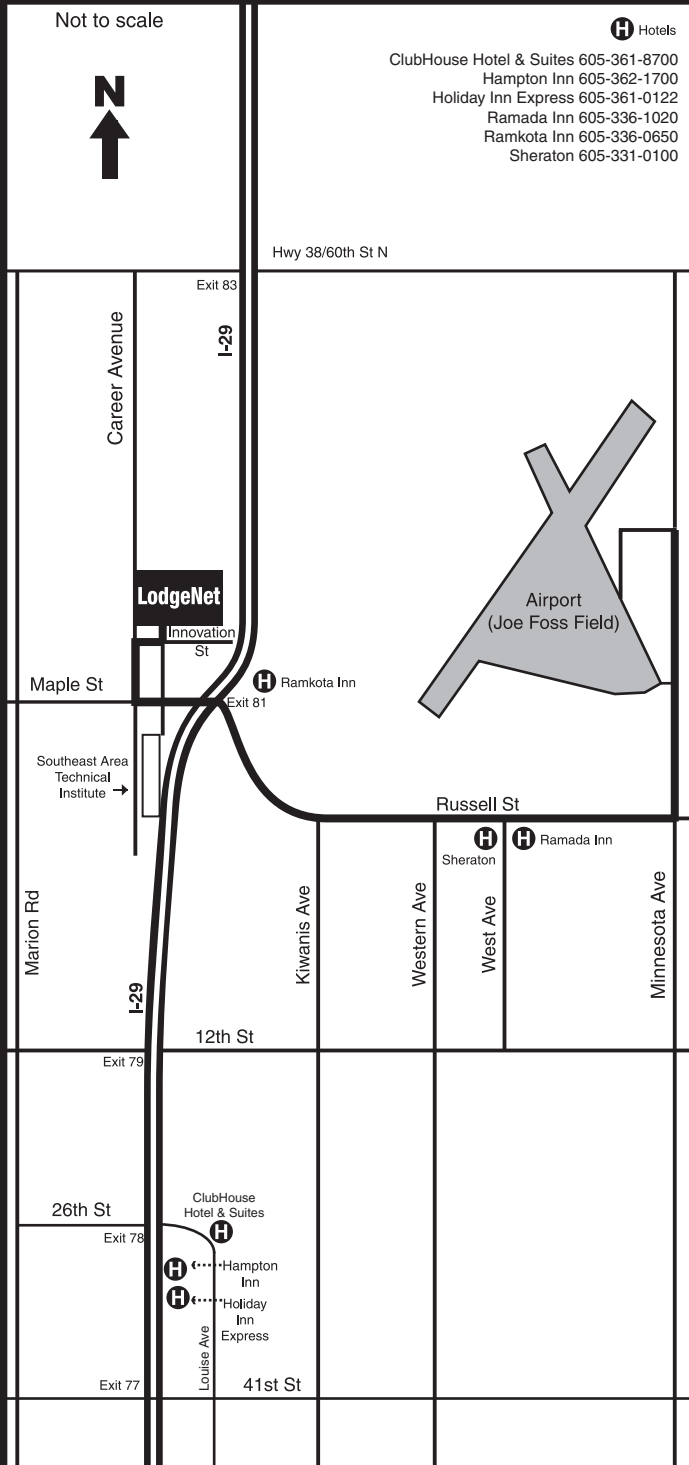 Not to scale
N
H Hotels
ClubHouse Hotel & Suites 605-361-8700
Hampton Inn 605-362-1700
Holiday Inn Express 605-361-0122
Ramada Inn 605-336-1020
Ramkota Inn 605-336-0650
Sheraton 605-331-0100
Hwy 38/60th St N
Exit 83
I-29
Career Avenue
Airport
(Joe Foss Field)
LodgeNet
Innovation
St
Maple St
H Ramkota Inn
Exit 81
Southeast Area
Technical
Institute
Russell St
H
Sheraton
H Ramada Inn
Marion Rd
Kiwanis Ave
Western Ave
West Ave
Minnesota Ave
I-29
12th St
Exit 79
26th St
Exit 78
ClubHouse
Hotel & Suites
H
H
Hampton
Inn
H
Holiday
Inn
Express
Louise Ave
Exit 77
41st St